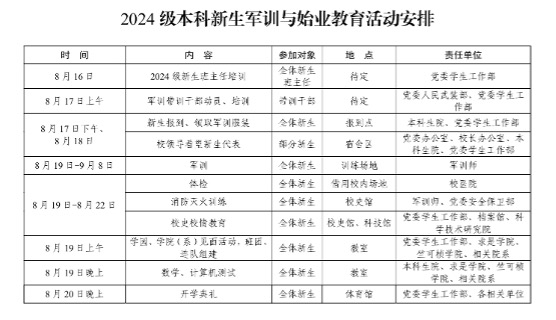 2024 级本科新生军训与始业教育活动安排
时 间 内 容 参加对象 地 点 责任单位
8 月 16 日 2024 级新生班主任培训 全体新生班主任 待定 党委学生工作部
8 月 17 日上午 军训带训干部动员、培训 带训干部 待定 党委人民武装部、党委学生工作部
8 月 17 日下午、8 月 18 日 新生报到、领取军训服装 全体新生 报到点 本科生院、党委学生工作部
校领导看望新生代表 部分新生 宿舍区 党委办公室、校长办公室、本科生院、党委学生工作部
8 月 19 日-9 月 8 日 军训 全体新生 训练场地 军训师
8 月 19 日-8 月 22 日 体检 全体新生 校内场地 校医院
消防灭火训练 全体新生 校史馆 军训师、党委安全保卫部
校史校情教育 全体新生 校史馆、科技馆 党委学生工作部、档案馆、科学技术研究院
8 月 19 日上午 学园、学院（系）见面活动、班团、连队组建 全体新生 教室 党委学生工作部、求是学院、竺可桢学院、相关院系
8 月 19 日晚上 数学、计算机测试 全体新生 教室 本科生院、求是学院、竺可桢学院、相关院系
8 月 20 日晚上 开学典礼 全体新生 体育馆 党委学生工作部、各相关单位